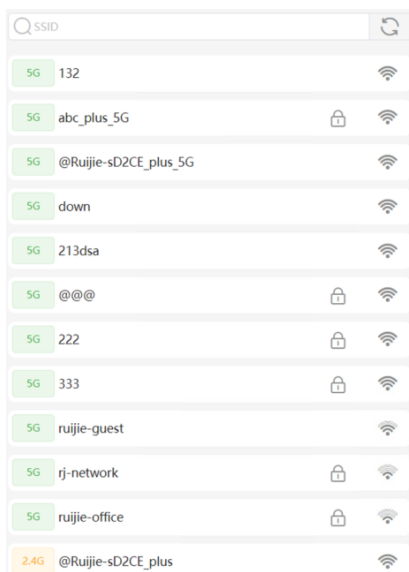 SSID
5G 132
5G abc_plus_5G
5G @Ruijie-sD2CE_plus_5G
5G down
5G 213dsa
5G @@@
5G 222
5G 333
5G ruijie-guest
5G rj-network
5G ruijie-office
2.4G @Ruijie-sD2CE_plus